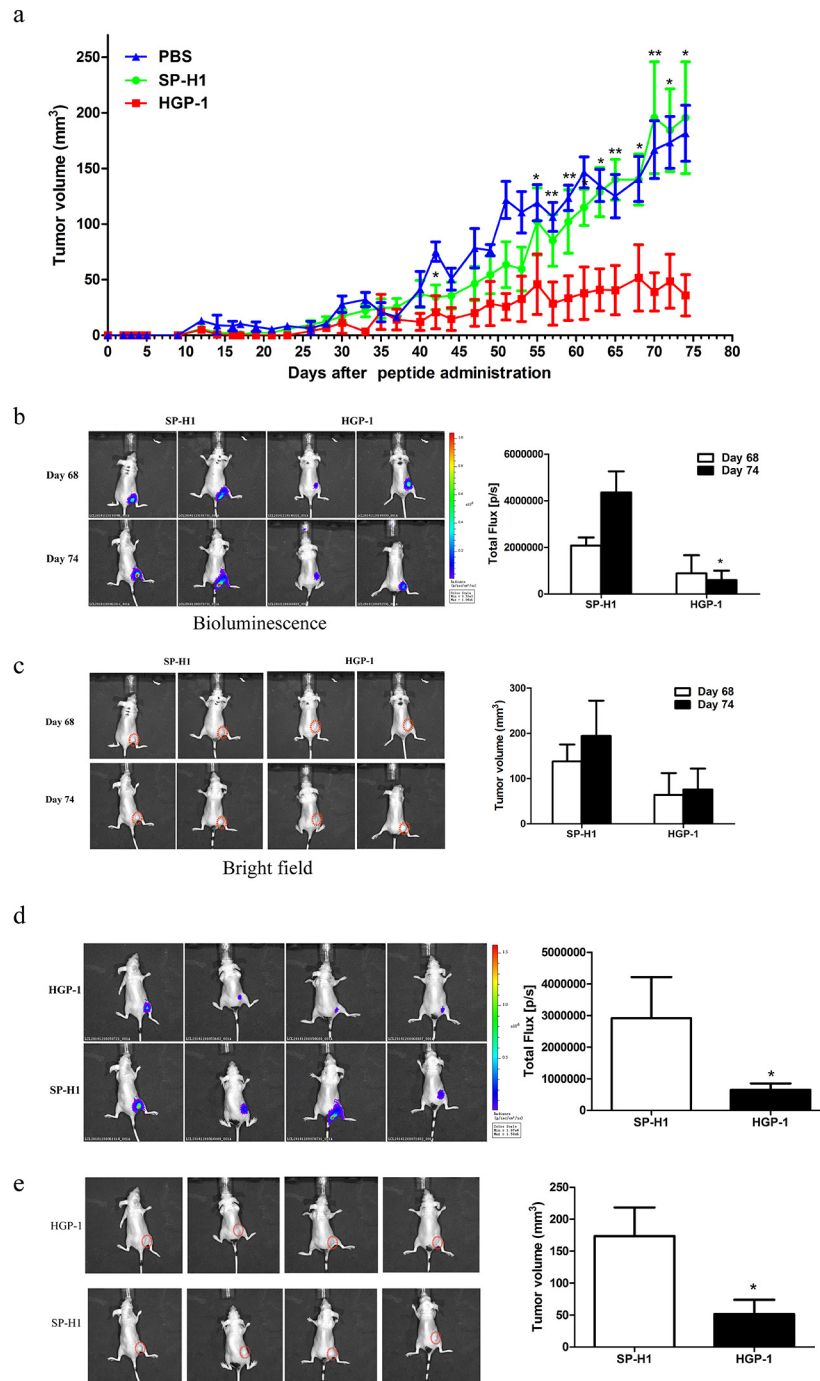 a
PBS
SP-H1
HGP-1
Tumor volume (mm³)
250
200
150
100
50
0
** * * * ** ** * * ** * *
0 5 10 15 20 25 30 35 40 45 50 55 60 65 70 75 80
Days after peptide administration
b
SP-H1 HGP-1
Day 68
Day 74
Bioluminescence
Total Flux [p/s]
6000000
4000000
2000000
0
Day 68
Day 74
*
SP-H1 HGP-1
c
SP-H1 HGP-1
Day 68
Day 74
Bright field
Tumor volume (mm³)
300
200
100
0
Day 68
Day 74
SP-H1 HGP-1
d
HGP-1
SP-H1
Total Flux [p/s]
5000000
4000000
3000000
2000000
1000000
0
*
SP-H1 HGP-1
e
HGP-1
SP-H1
Tumor volume (mm³)
250
200
150
100
50
0
*
SP-H1 HGP-1